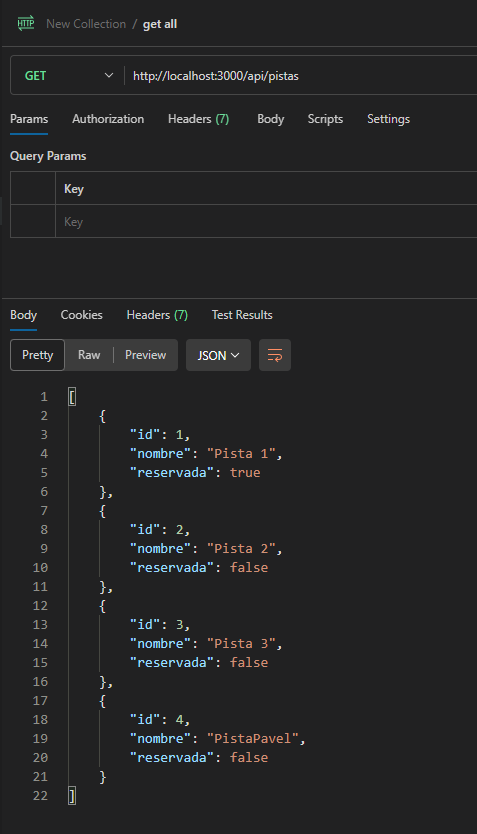 HTTP New Collection / get all
GET http://localhost:3000/api/pistas
Params Authorization Headers (7) Body Scripts Settings
Query Params
Key
Key
Body Cookies Headers (7) Test Results
Pretty Raw Preview JSON
1 [
2 {
3 "id": 1,
4 "nombre": "Pista 1",
5 "reservada": true
6 },
7 {
8 "id": 2,
9 "nombre": "Pista 2",
10 "reservada": false
11 },
12 {
13 "id": 3,
14 "nombre": "Pista 3",
15 "reservada": false
16 },
17 {
18 "id": 4,
19 "nombre": "PistaPavel",
20 "reservada": false
21 }
22 ]